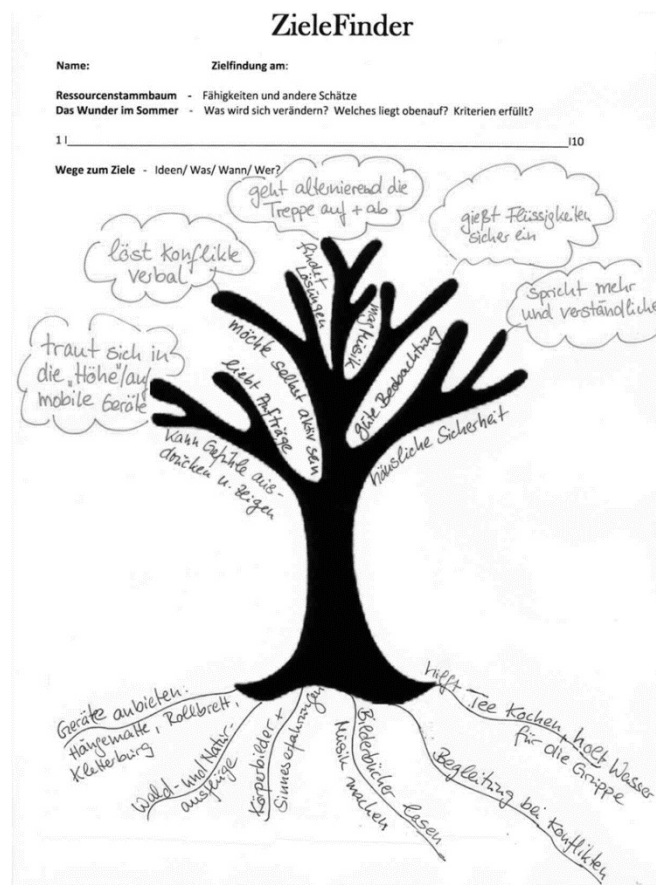 ZieleFinder
Name: Zielfindung am:
Ressourcenstammbaum - Fähigkeiten und andere Schätze
Das Wunder im Sommer - Was wird sich verändern? Welches liegt obenauf? Kriterien erfüllt?
1 I__________I10
Wege zum Ziele - Ideen/ Was/ Wann/ Wer?
geht alternierend die
Treppe auf + ab
gießt Flüssigkeiten
sicher ein
löst Konflikte
verbal
spricht mehr
und verständliche
traut sich in
die „Höhe"/auf
mobile Geräte
findet
Lösungen
mag Musik
möchte selbst aktiv sein
liebt Aufträge
gute Beobachtung
häusliche Sicherheit
Kann Gefühle aus-
drücken u. zeigen
Geräte anbieten:
Hängematte, Rollbrett,
Kletterburg
Wald- und Natur-
ausflüge
Körperbilder +
Sinneserfahrungen
Bilderbücher lesen
Musik machen
Begleitung bei Konflikten
hilft Tee Kochen, holt Wasser
für die Gruppe